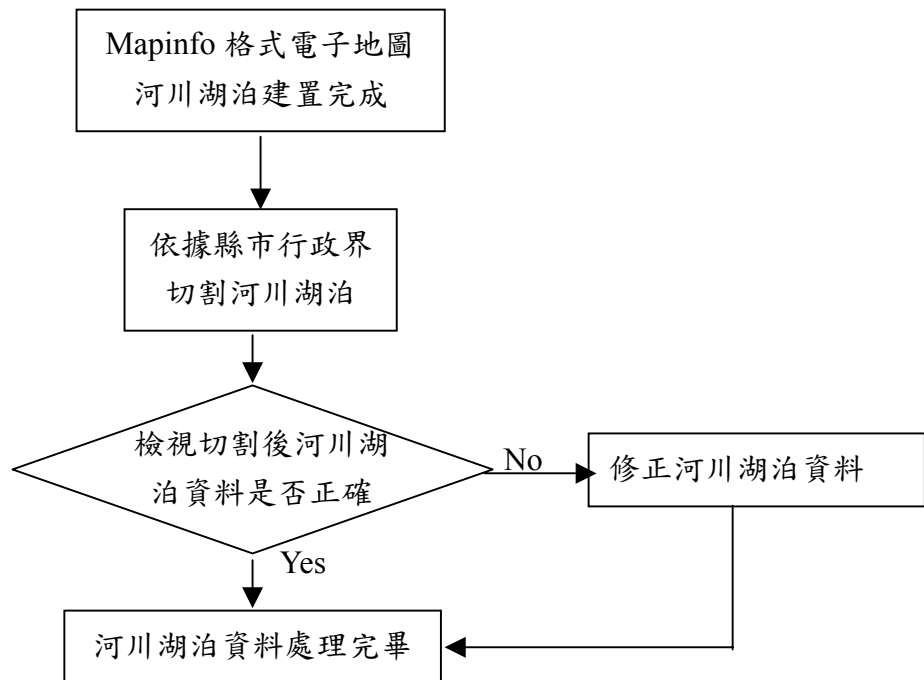 Mapinfo 格式電子地圖
河川湖泊建置完成
依據縣市行政界
切割河川湖泊
檢視切割後河川湖
泊資料是否正確
No
修正河川湖泊資料
Yes
河川湖泊資料處理完畢